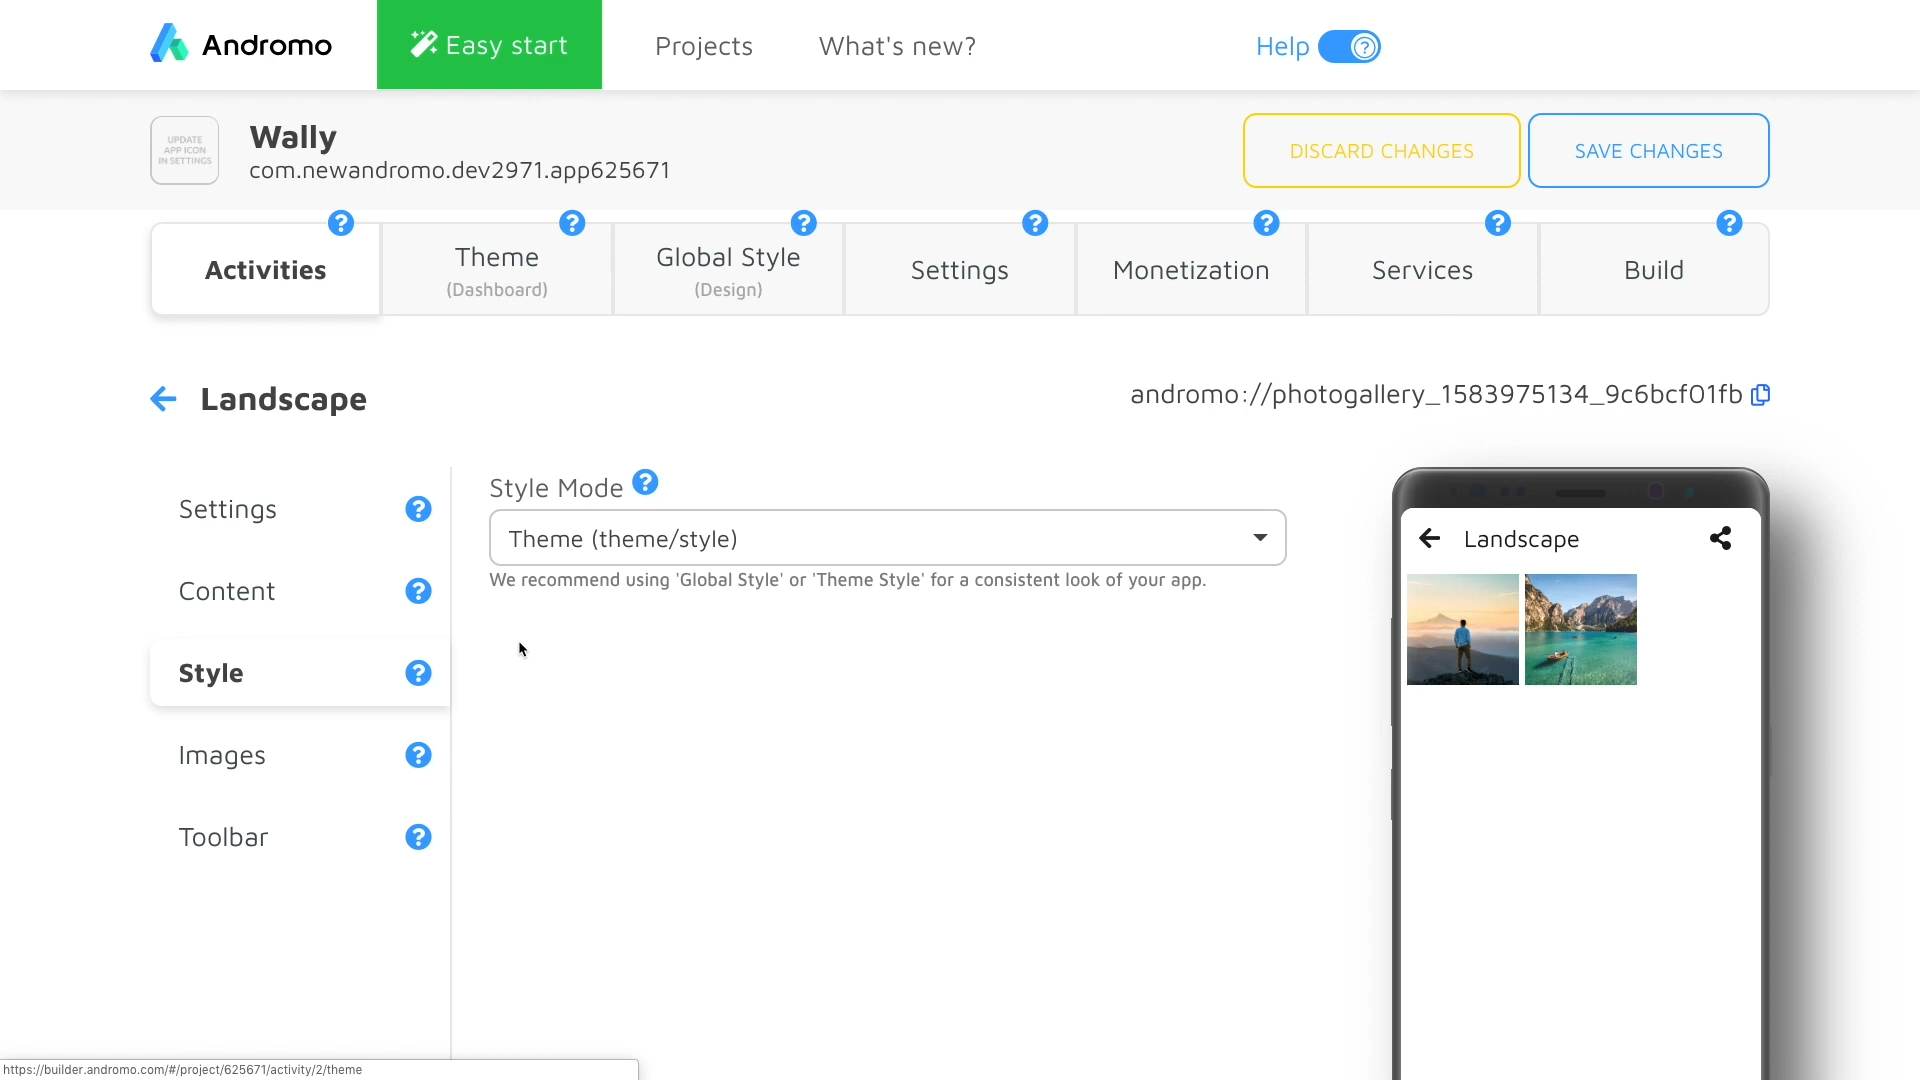 Andromo
Easy start
Projects
What's new?
Help
UPDATE
APP ICON
IN SETTINGS
Wally
com.newandromo.dev2971.app625671
DISCARD CHANGES
SAVE CHANGES
Activities
Theme
(Dashboard)
Global Style
(Design)
Settings
Monetization
Services
Build
Landscape
andromo://photogallery_1583975134_9c6bcf01fb
Settings
Content
Style
Images
Toolbar
Style Mode
Theme (theme/style)
We recommend using 'Global Style' or 'Theme Style' for a consistent look of your app.
Landscape
https://builder.andromo.com/#/project/625671/activity/2/theme